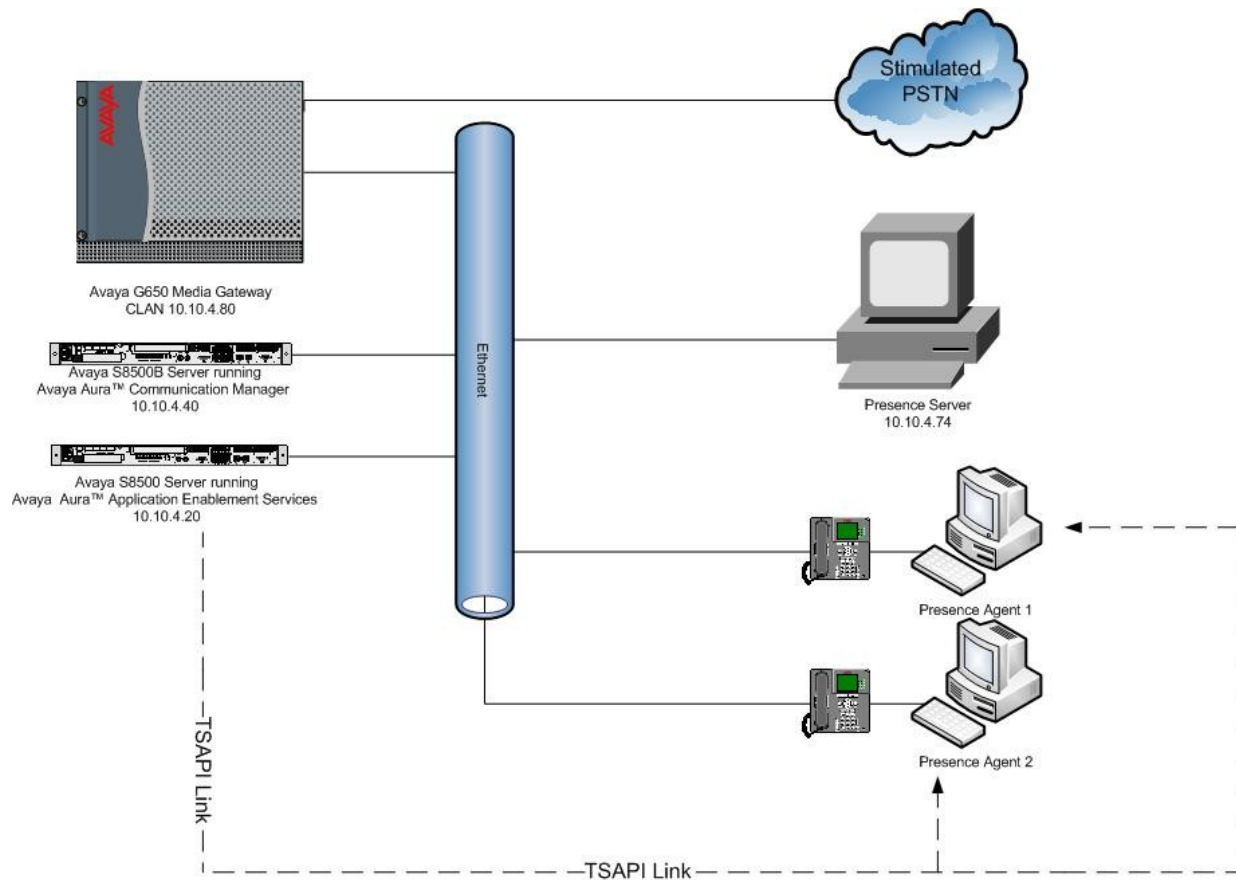 Stimulated
PSTN
AVAYA
Avaya G650 Media Gateway
CLAN 10.10.4.80
Ethernet
Avaya S8500B Server running
Avaya Aura™ Communication Manager
10.10.4.40
Presence Server
10.10.4.74
Avaya S8500 Server running
Avaya Aura™ Application Enablement Services
10.10.4.20
Presence Agent 1
Presence Agent 2
TSAPI Link
TSAPI Link